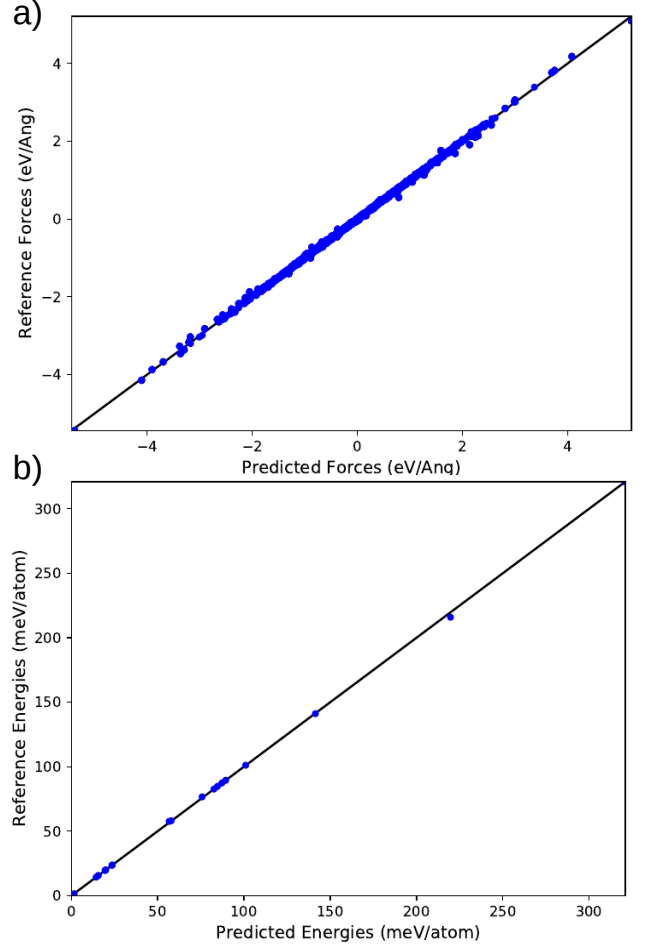 a)
Reference Forces (eV/Ang)
4
2
0
−2
−4
−4 −2 0 2 4
Predicted Forces (eV/Ang)
b)
Reference Energies (meV/atom)
300
250
200
150
100
50
0
0 50 100 150 200 250 300
Predicted Energies (meV/atom)